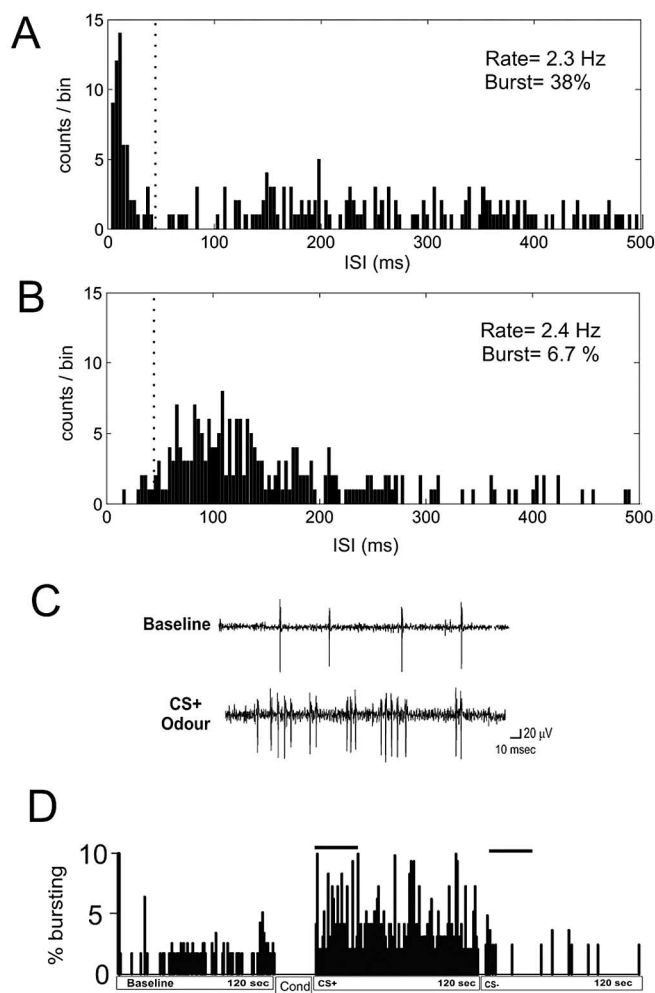 A
15
10
5
0
counts / bin
Rate= 2.3 Hz
Burst= 38%
0 100 200 300 400 500
ISI (ms)
B
15
10
5
0
counts / bin
Rate= 2.4 Hz
Burst= 6.7 %
0 100 200 300 400 500
ISI (ms)
C
Baseline
CS+
Odour
20 µV
10 msec
D
10
5
0
% bursting
Baseline 120 sec Cond CS+ 120 sec CS- 120 sec